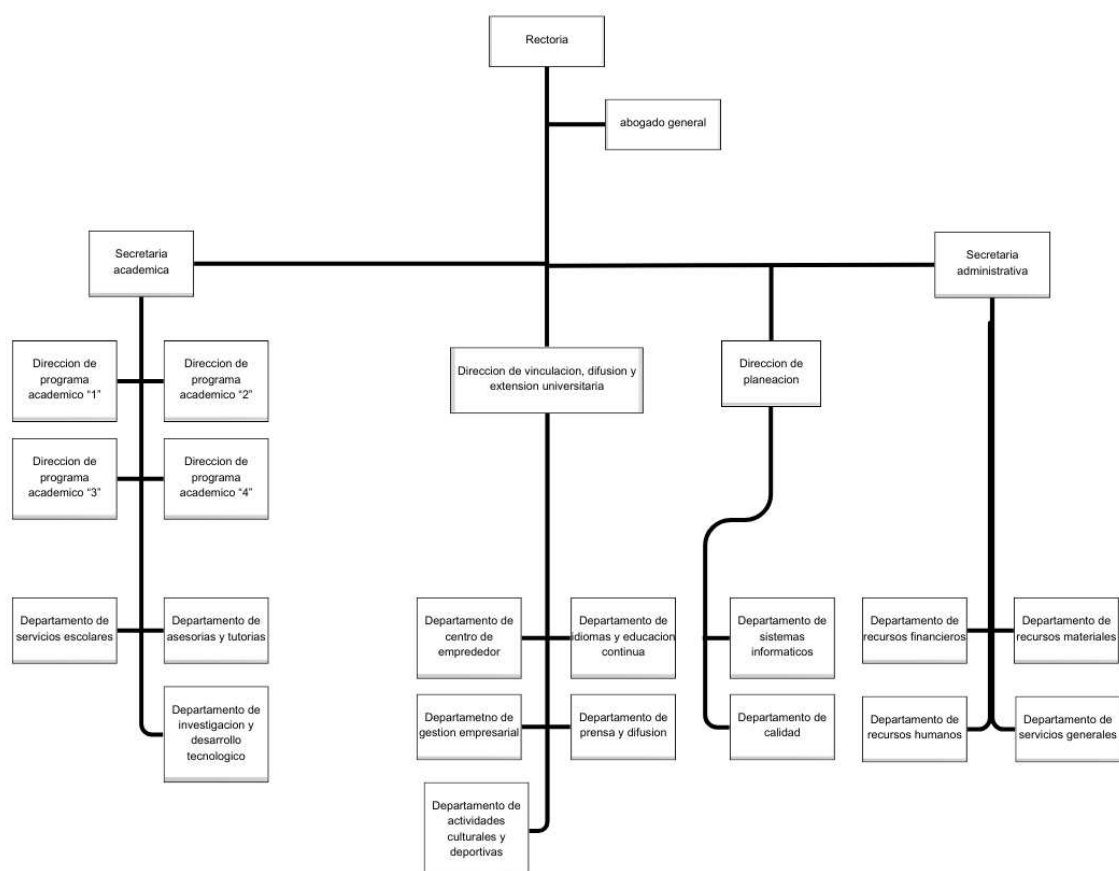 Rectoria
abogado general
Secretaria
academica
Secretaria
administrativa
Direccion de
programa
academico “1”
Direccion de
programa
academico “2”
Direccion de vinculacion, difusion y
extension universitaria
Direccion de
planeacion
Direccion de
programa
academico “3”
Direccion de
programa
academico “4”
Departamento de
servicios escolares
Departamento de
asesorias y tutorias
Departamento de
centro de
emprededor
Departamento de
idiomas y educacion
continua
Departamento de
sistemas
informaticos
Departamento de
recursos financieros
Departamento de
recursos materiales
Departamento de
investigacion y
desarrollo
tecnologico
Departametno de
gestion empresarial
Departamento de
prensa y difusion
Departamento de
calidad
Departamento de
recursos humanos
Departamento de
servicios generales
Departamento de
actividades
culturales y
deportivas